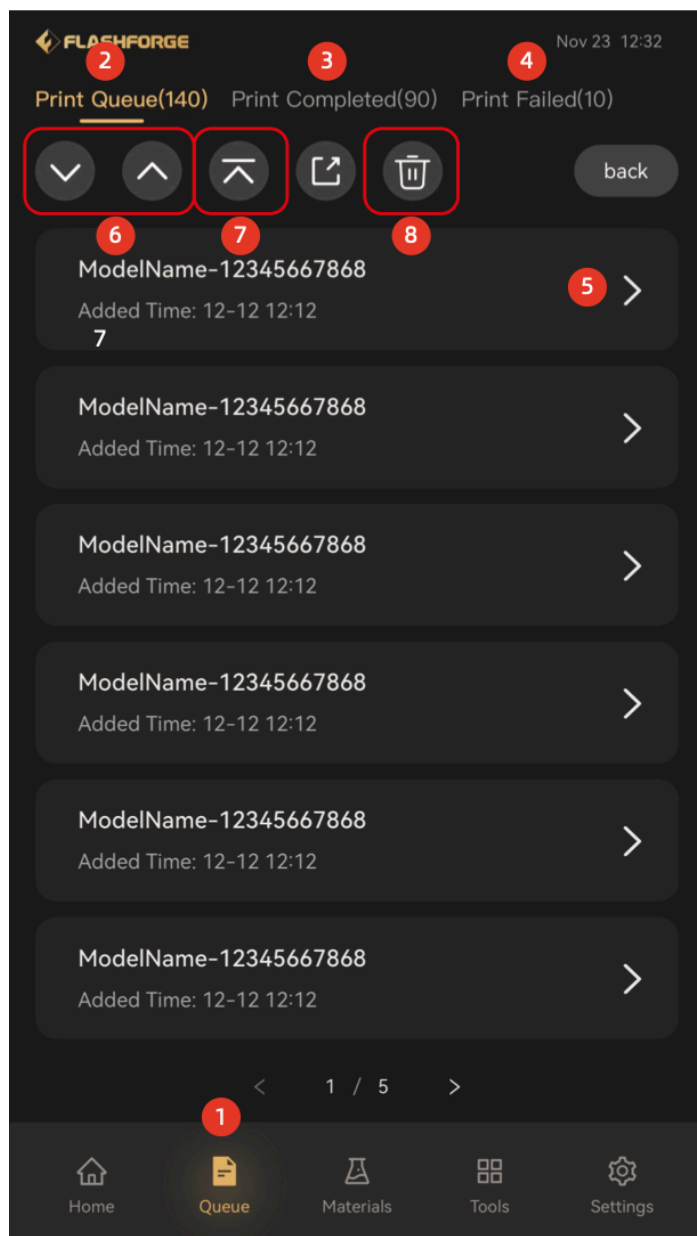 FLASHFORGE
Nov 23 12:32
2
3
4
Print Queue(140) Print Completed(90) Print Failed(10)
back
6
7
8
ModelName-12345667868
5
Added Time: 12-12 12:12
7
ModelName-12345667868
Added Time: 12-12 12:12
ModelName-12345667868
Added Time: 12-12 12:12
ModelName-12345667868
Added Time: 12-12 12:12
ModelName-12345667868
Added Time: 12-12 12:12
ModelName-12345667868
Added Time: 12-12 12:12
< 1 / 5 >
1
Home Queue Materials Tools Settings